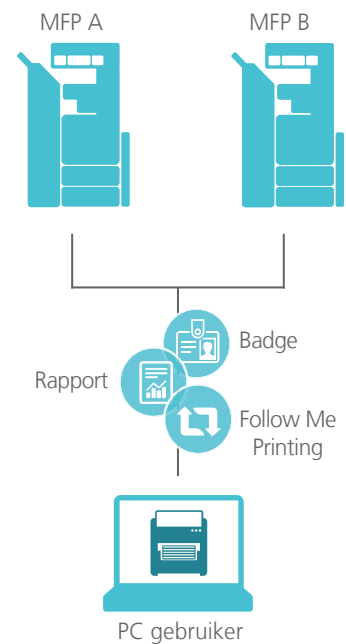 MFP A
MFP B
Badge
Rapport
Follow Me
Printing
PC gebruiker